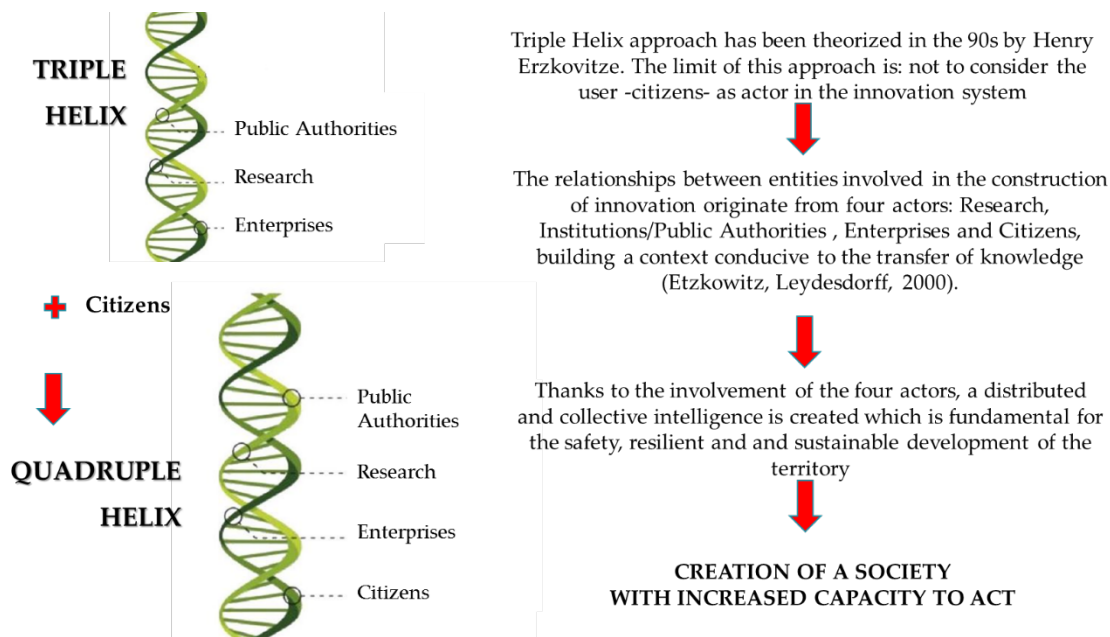 TRIPLE
HELIX
Public Authorities
Research
Enterprises
Citizens
QUADRUPLE
HELIX
Public
Authorities
Research
Enterprises
Citizens
Triple Helix approach has been theorized in the 90s by Henry
Erzkovitze. The limit of this approach is: not to consider the
user -citizens- as actor in the innovation system
The relationships between entities involved in the construction
of innovation originate from four actors: Research,
Institutions/Public Authorities , Enterprises and Citizens,
building a context conducive to the transfer of knowledge
(Etzkowitz, Leydesdorff, 2000).
Thanks to the involvement of the four actors, a distributed
and collective intelligence is created which is fundamental for
the safety, resilient and and sustainable development of the
territory
CREATION OF A SOCIETY
WITH INCREASED CAPACITY TO ACT